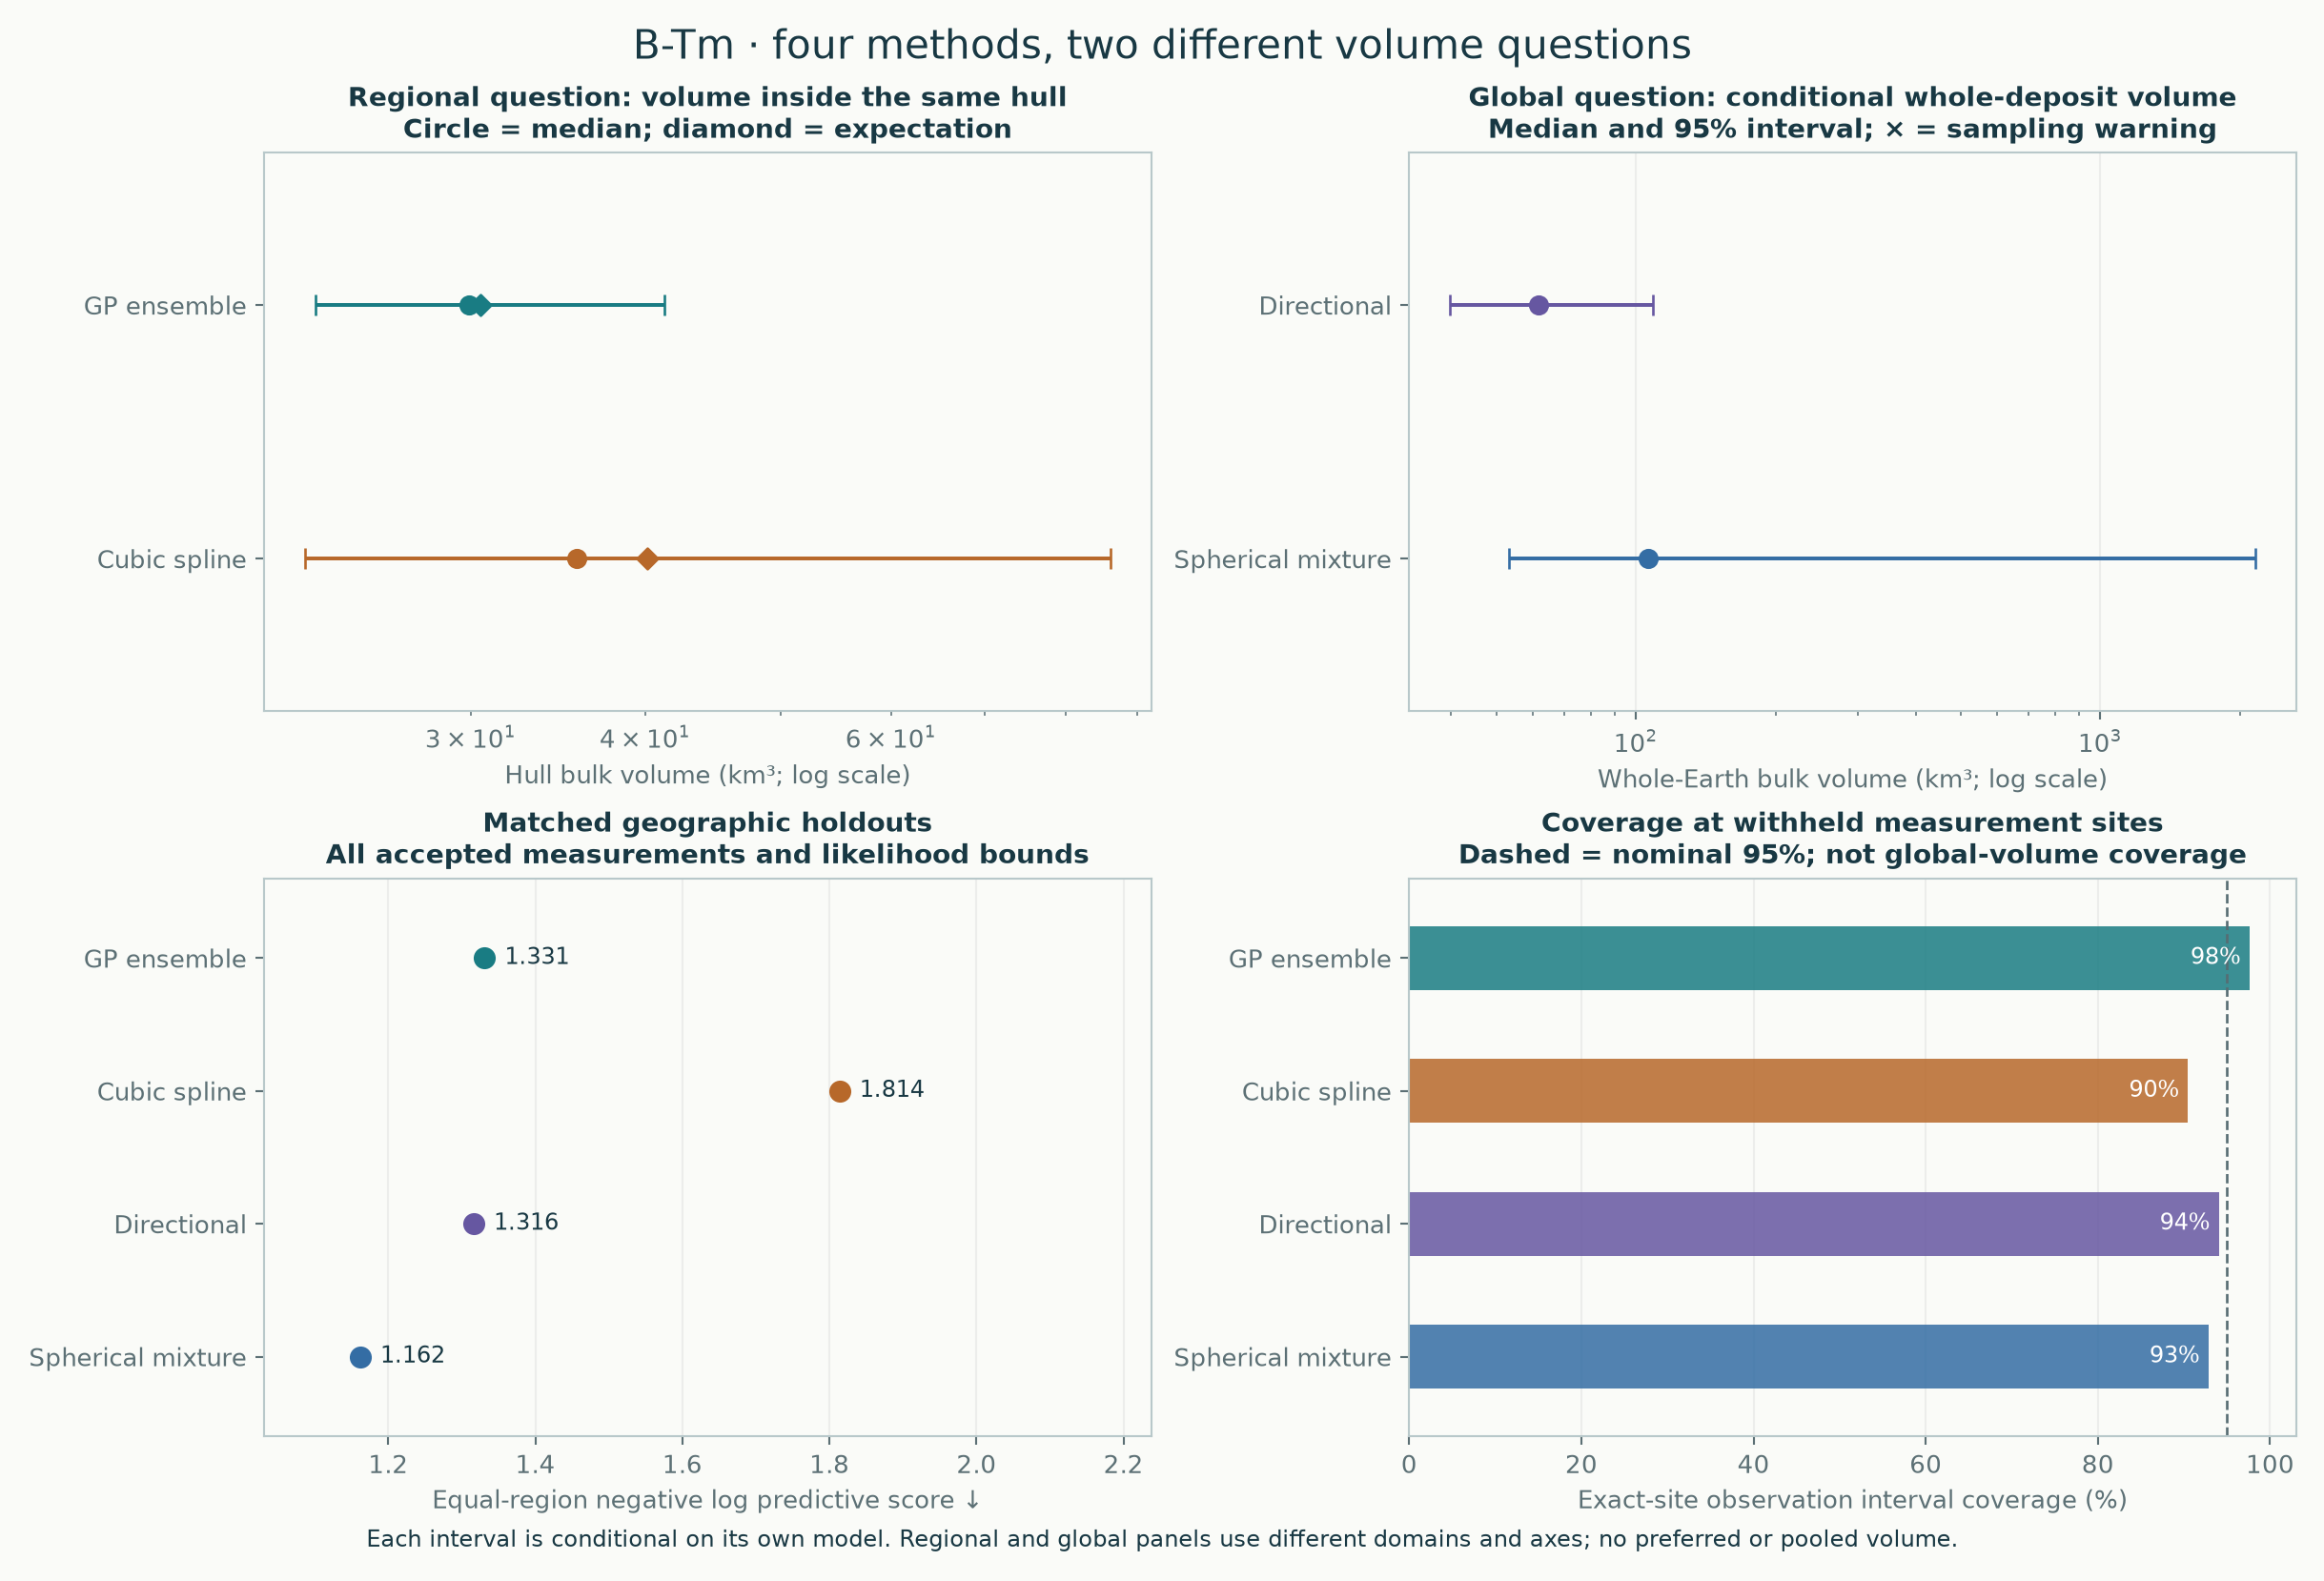 B-Tm · four methods, two different volume questions
Regional question: volume inside the same hull
Circle = median; diamond = expectation
GP ensemble
Cubic spline
3 × 10¹
4 × 10¹
6 × 10¹
Hull bulk volume (km³; log scale)
Global question: conditional whole-deposit volume
Median and 95% interval; × = sampling warning
Directional
Spherical mixture
10²
10³
Whole-Earth bulk volume (km³; log scale)
Matched geographic holdouts
All accepted measurements and likelihood bounds
GP ensemble
1.331
Cubic spline
1.814
Directional
1.316
Spherical mixture
1.162
1.2
1.4
1.6
1.8
2.0
2.2
Equal-region negative log predictive score ↓
Coverage at withheld measurement sites
Dashed = nominal 95%; not global-volume coverage
GP ensemble
98%
Cubic spline
90%
Directional
94%
Spherical mixture
93%
0
20
40
60
80
100
Exact-site observation interval coverage (%)
Each interval is conditional on its own model. Regional and global panels use different domains and axes; no preferred or pooled volume.